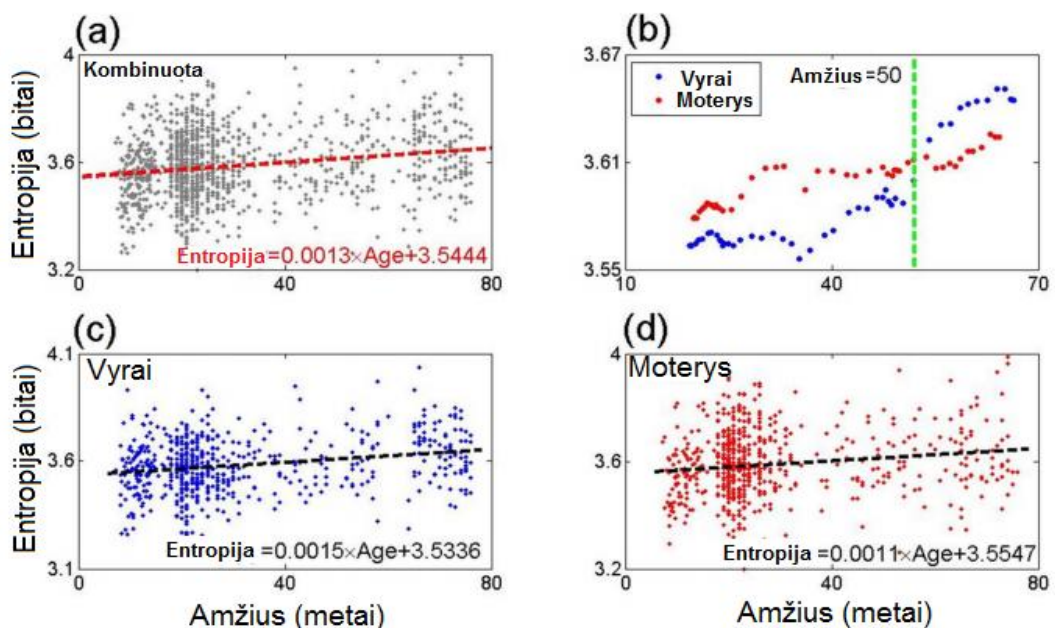 (a)
Kombinuota
Entropija (bitai)
4
3.6
3.2
0
40
80
Entropija =0.0013×Age+3.5444
(b)
Vyrai
Moterys
Amžius=50
3.67
3.61
3.55
10
40
70
(c)
Vyrai
Entropija (bitai)
4.1
3.6
3.1
0
40
80
Entropija =0.0015×Age+3.5336
Amžius (metai)
(d)
Moterys
4
3.6
3.2
0
40
80
Entropija =0.0011×Age+3.5547
Amžius (metai)